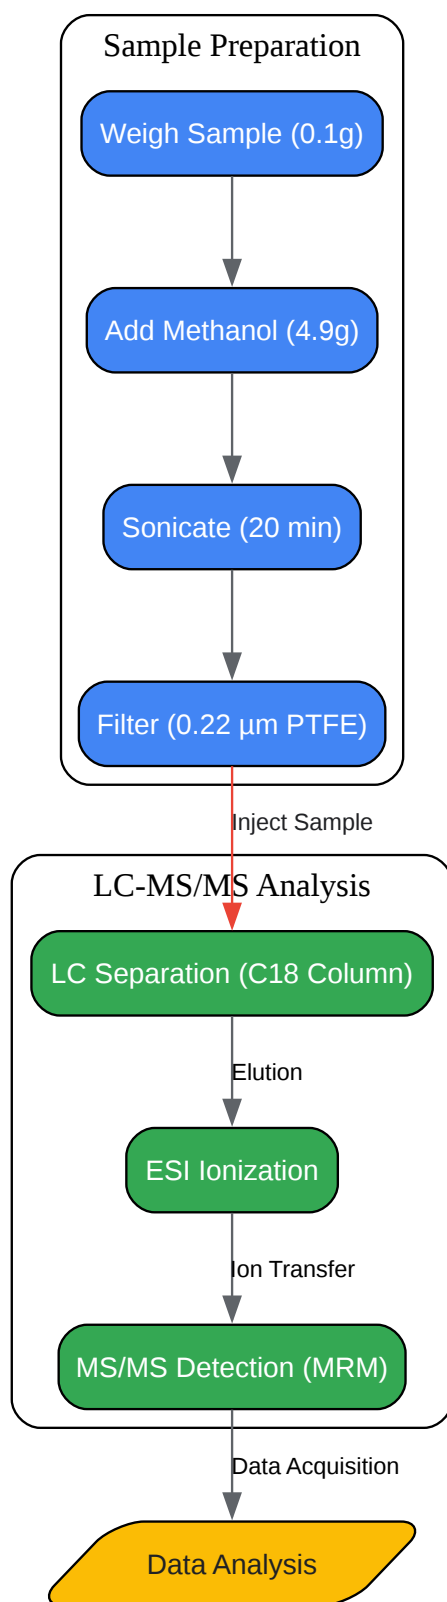 Sample Preparation
Weigh Sample (0.1g)
Add Methanol (4.9g)
Sonicate (20 min)
Filter (0.22 µm PTFE)
Inject Sample
LC-MS/MS Analysis
LC Separation (C18 Column)
Elution
ESI Ionization
Ion Transfer
MS/MS Detection (MRM)
Data Acquisition
Data Analysis